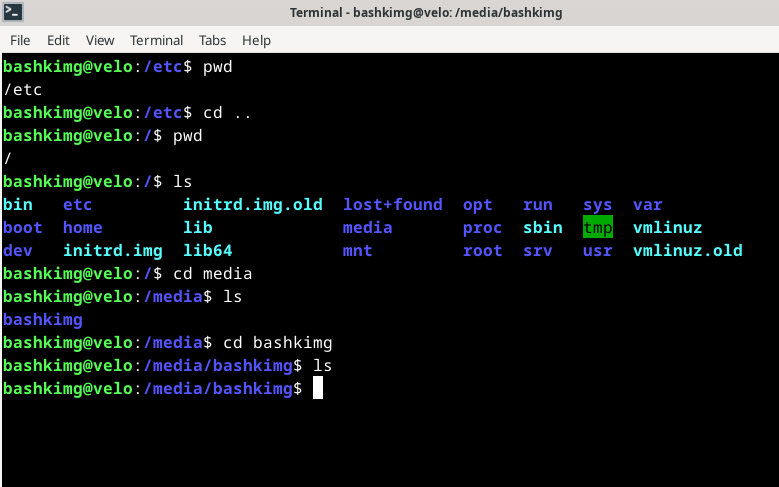 Terminal - bashkimg@velo: /media/bashkimg
File Edit View Terminal Tabs Help
bashkimg@velo:/etc$ pwd
/etc
bashkimg@velo:/etc$ cd ..
bashkimg@velo:/$ pwd
/
bashkimg@velo:/$ ls
bin etc initrd.img.old lost+found opt run sys var
boot home lib media proc sbin tmp vmlinuz
dev initrd.img lib64 mnt root srv usr vmlinuz.old
bashkimg@velo:/$ cd media
bashkimg@velo:/media$ ls
bashkimg
bashkimg@velo:/media$ cd bashkimg
bashkimg@velo:/media/bashkimg$ ls
bashkimg@velo:/media/bashkimg$